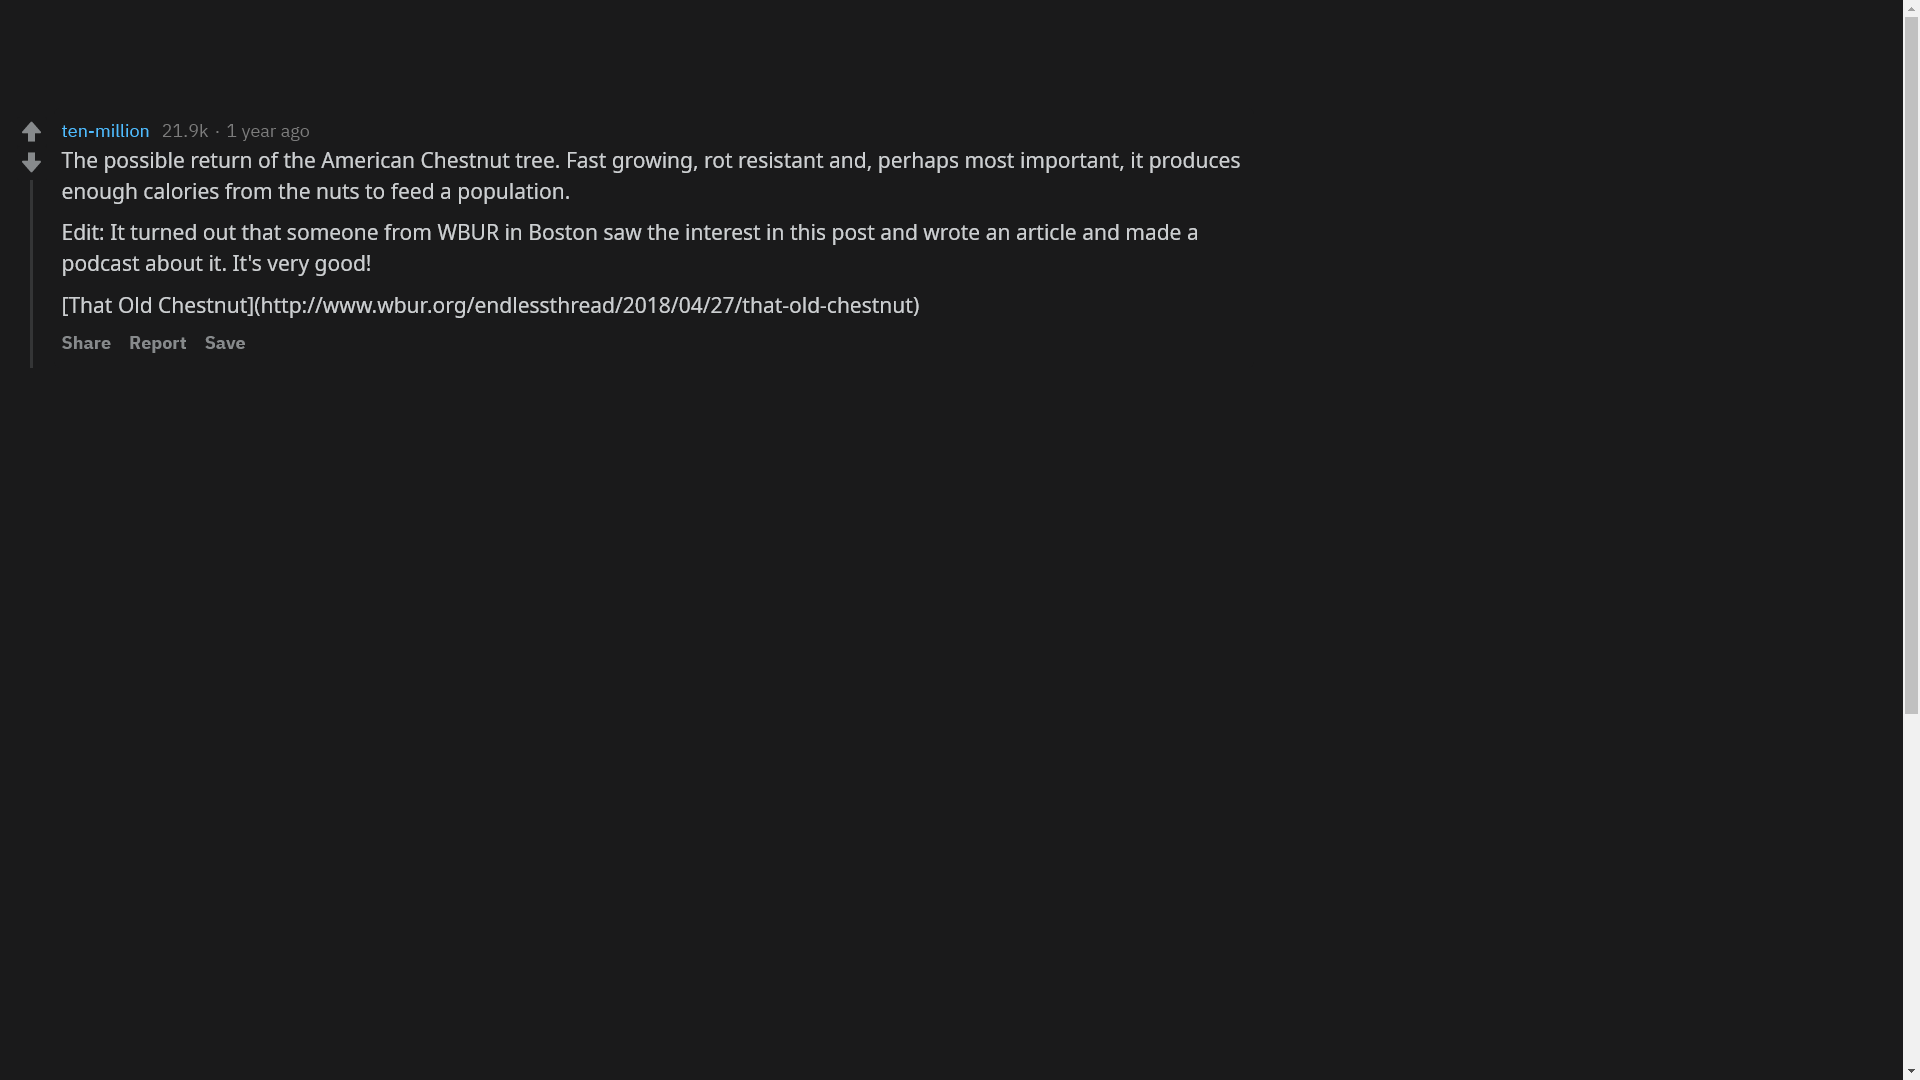 ten-million 21.9k · 1 year ago
The possible return of the American Chestnut tree. Fast growing, rot resistant and, perhaps most important, it produces
enough calories from the nuts to feed a population.
Edit: It turned out that someone from WBUR in Boston saw the interest in this post and wrote an article and made a
podcast about it. It's very good!
[That Old Chestnut](http://www.wbur.org/endlessthread/2018/04/27/that-old-chestnut)
Share Report Save